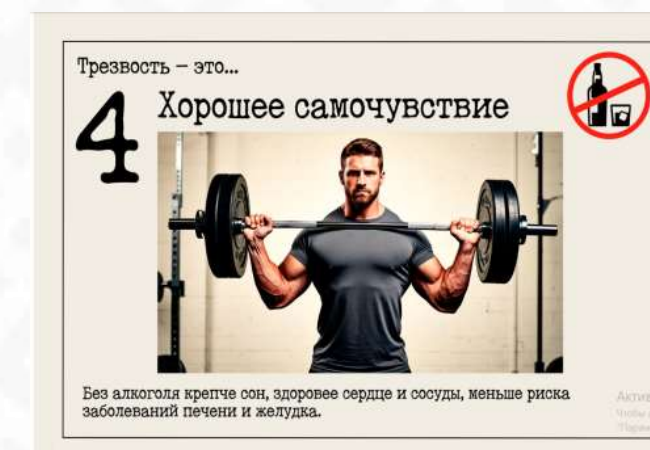 Трезвость – это...
4
Хорошее самочувствие
Без алкоголя крепче сон, здоровее сердце и сосуды, меньше риска
заболеваний печени и желудка.